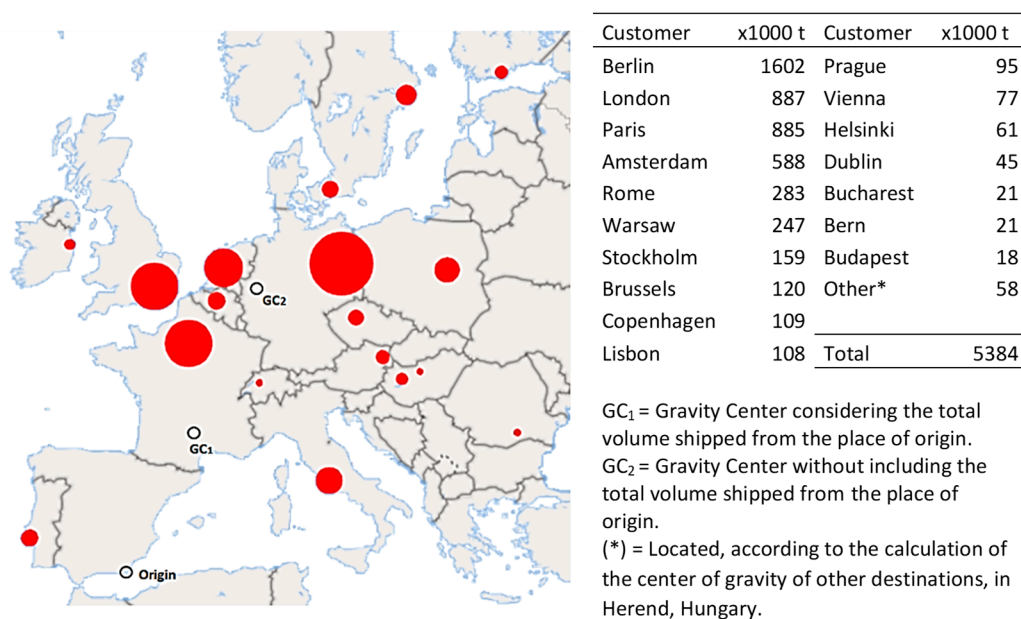 GC2
GC1
Origin
Customer x1000 t Customer x1000 t
Berlin 1602 Prague 95
London 887 Vienna 77
Paris 885 Helsinki 61
Amsterdam 588 Dublin 45
Rome 283 Bucharest 21
Warsaw 247 Bern 21
Stockholm 159 Budapest 18
Brussels 120 Other* 58
Copenhagen 109
Lisbon 108 Total 5384
GC1 = Gravity Center considering the total
volume shipped from the place of origin.
GC2 = Gravity Center without including the
total volume shipped from the place of
origin.
(*) = Located, according to the calculation of
the center of gravity of other destinations, in
Herend, Hungary.